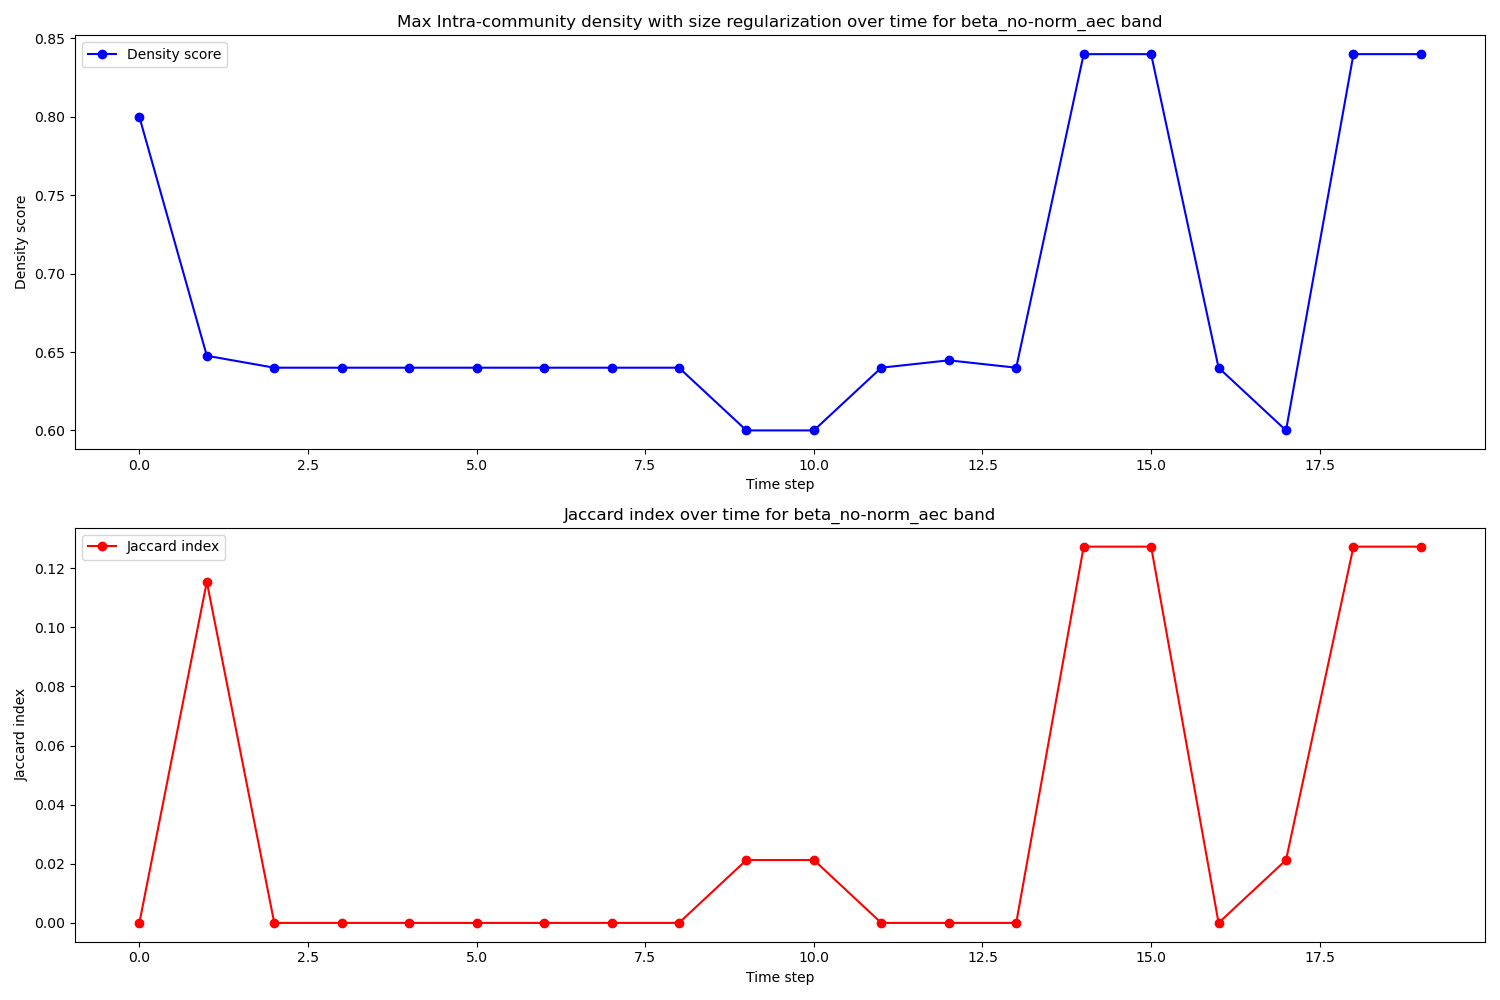 Max Intra-community density with size regularization over time for beta_no-norm_aec band
Density score
Density score
0.85
0.80
0.75
0.70
0.65
0.60
0.0 2.5 5.0 7.5 10.0 12.5 15.0 17.5
Time step
Jaccard index over time for beta_no-norm_aec band
Jaccard index
Jaccard index
0.12
0.10
0.08
0.06
0.04
0.02
0.00
0.0 2.5 5.0 7.5 10.0 12.5 15.0 17.5
Time step